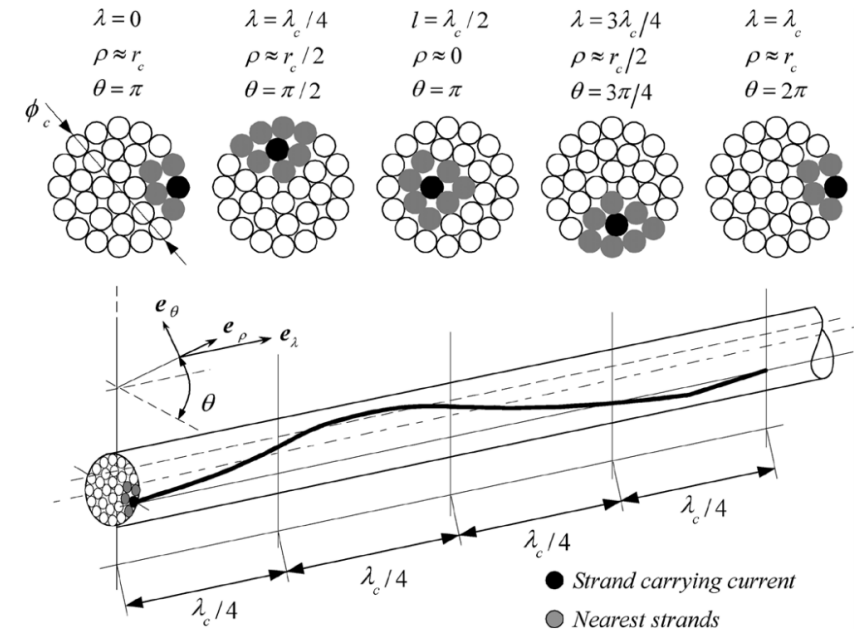 λ = 0
ρ ≈ r_c
θ = π
λ = λ_c / 4
ρ ≈ r_c / 2
θ = π / 2
l = λ_c / 2
ρ ≈ 0
θ = π
λ = 3λ_c / 4
ρ ≈ r_c / 2
θ = 3π / 4
λ = λ_c
ρ ≈ r_c
θ = 2π
ϕ_c
e_θ
e_ρ
e_λ
θ
λ_c / 4
λ_c / 4
λ_c / 4
λ_c / 4
Strand carrying current
Nearest strands